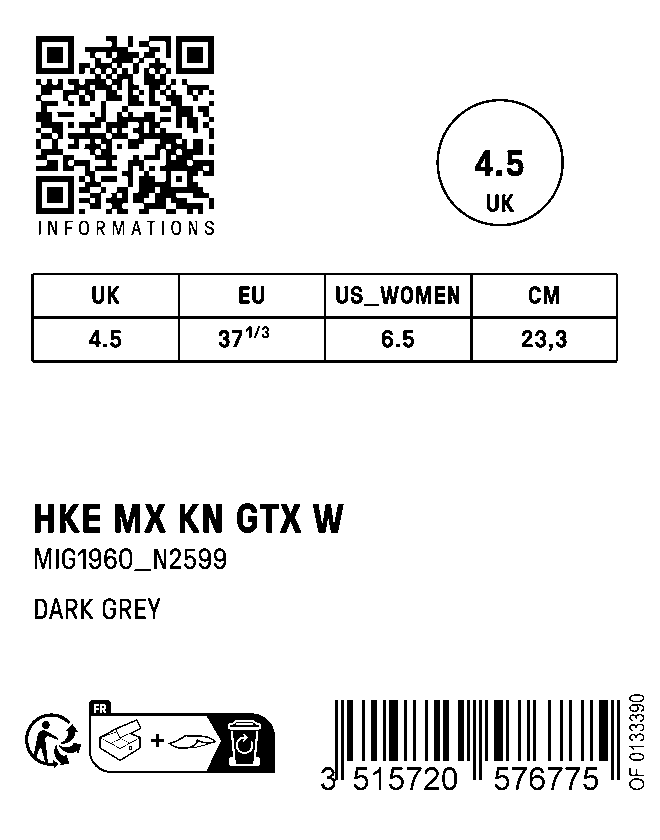 INFORMATIONS
4.5
UK
UK EU US_WOMEN CM
4.5 37 1/3 6.5 23,3
HKE MX KN GTX W
MIG1960_N2599
DARK GREY
FR
3 515720 576775
OF 0133390